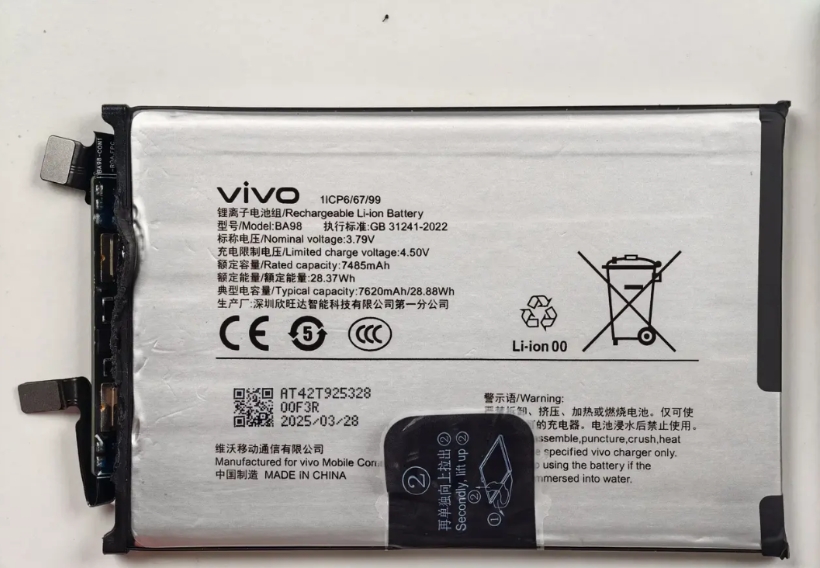 BA98-CON1
vivo 1ICP6/67/99
锂离子电池组/Rechargeable Li-ion Battery
型号/Model:BA98 执行标准:GB 31241-2022
标称电压/Nominal voltage:3.79V
充电限制电压/Limited charge voltage:4.50V
额定容量/Rated capacity:7485mAh
额定能量/额定能量:28.37Wh
典型电容量/Typical capacity:7620mAh/28.88Wh
生产厂:深圳欣旺达智能科技有限公司第一分公司
CE 5 CCC
Li-ion 00
AT42T925328
00F3R
2025/03/28
维沃移动通信有限公司
Manufactured for vivo Mobile
中国制造 MADE IN CHINA
警示语/Warning:
挤压、加热或燃烧电池。仅可使
的充电器。电池浸水后禁止使用。
assemble,puncture,crush,heat
specified vivo charger only.
using the battery if the
mmersed into water.
②
再单独向上拉出②
Secondly, lift up②
②
①